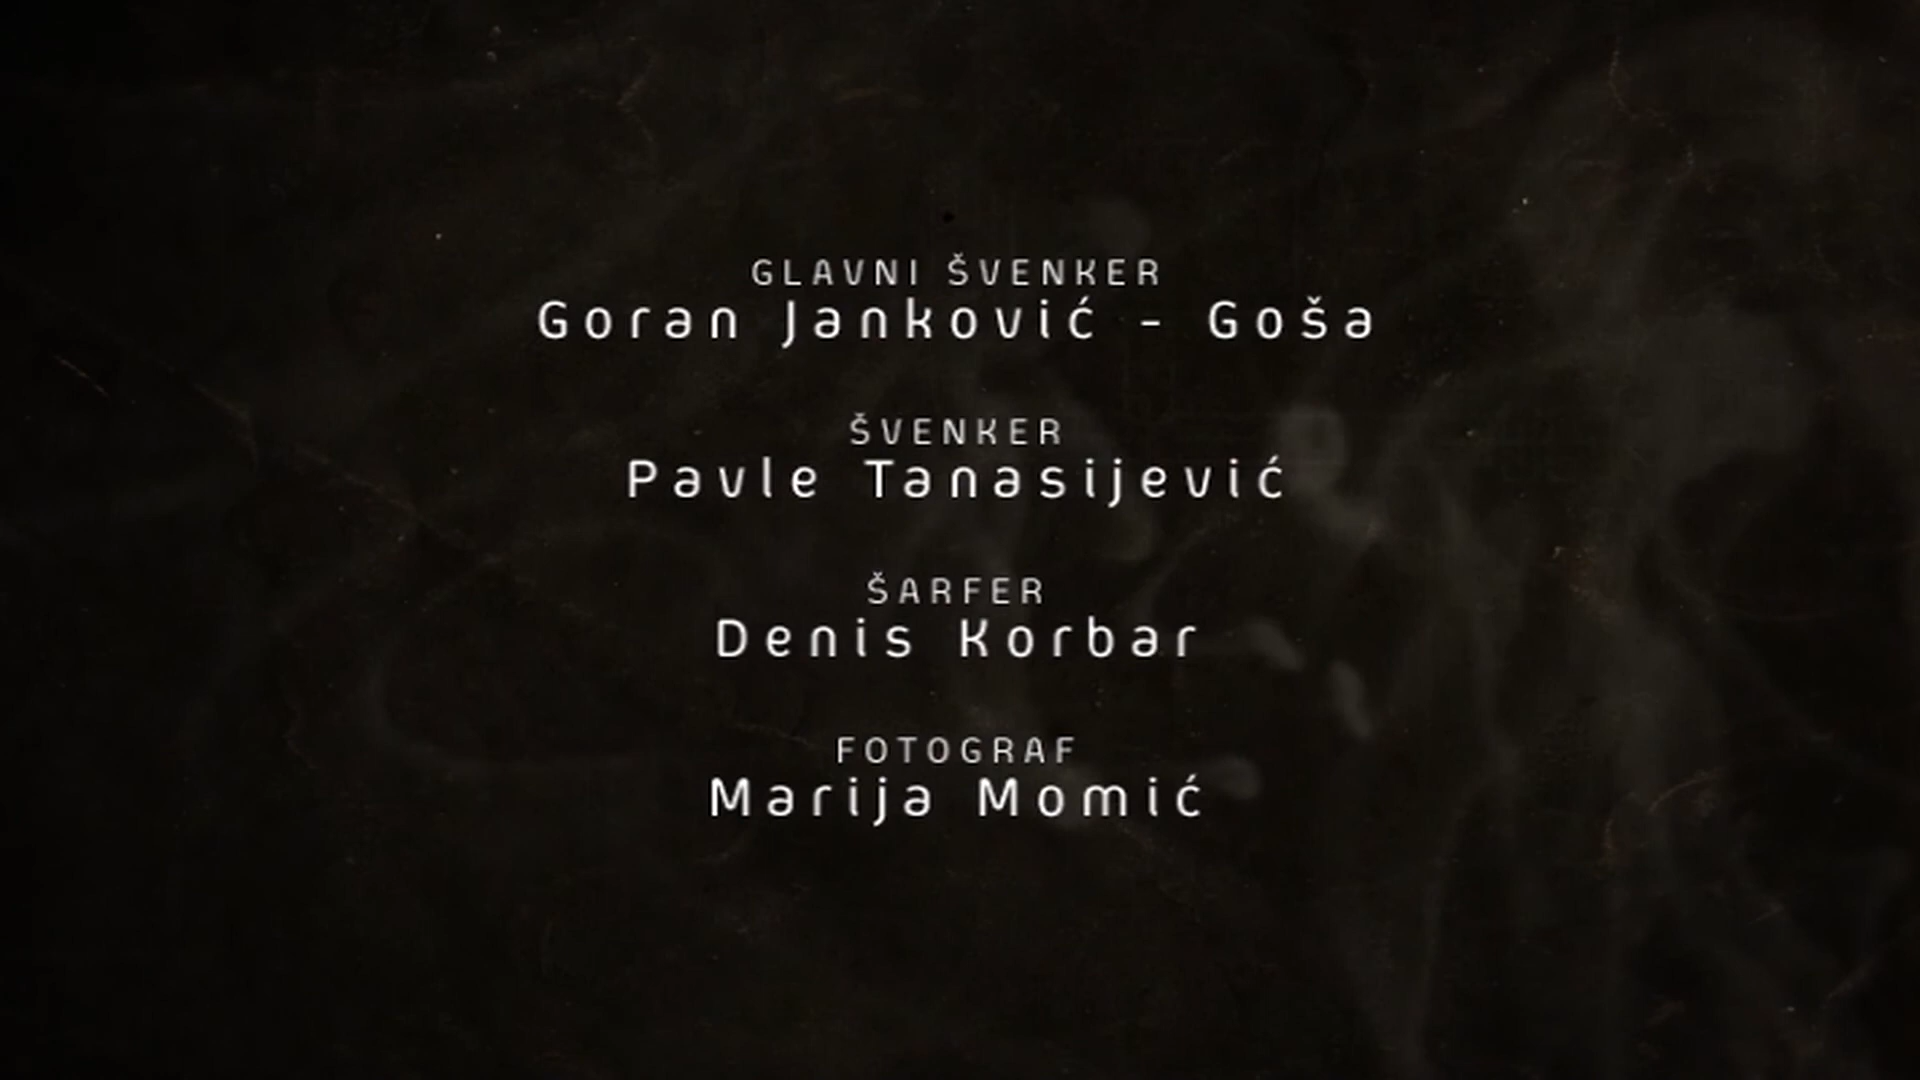 GLAVNI ŠVENKER
Goran Janković - Goša
ŠVENKER
Pavle Tanasijević
ŠARFER
Denis Korbar
FOTOGRAF
Marija Momić